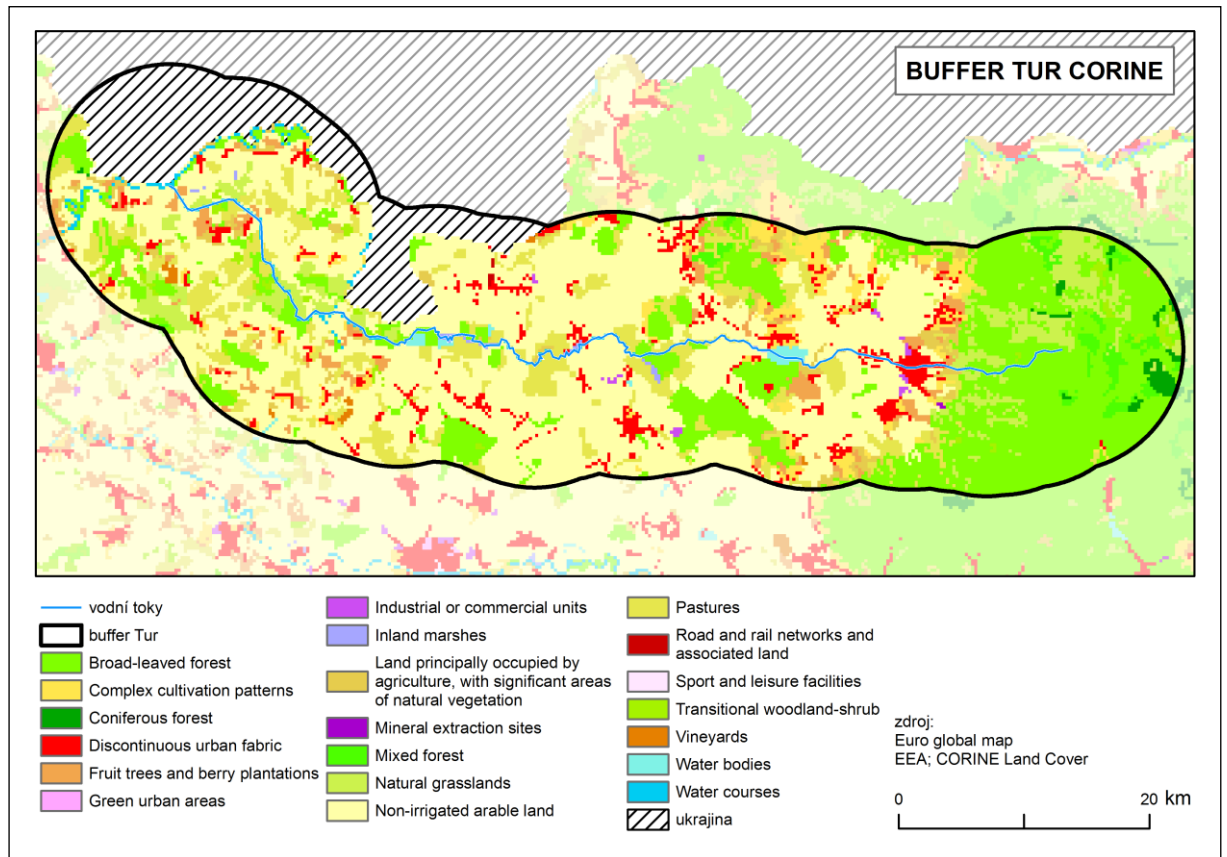 BUFFER TUR CORINE
vodní toky
buffer Tur
Broad-leaved forest
Complex cultivation patterns
Coniferous forest
Discontinuous urban fabric
Fruit trees and berry plantations
Green urban areas
Industrial or commercial units
Inland marshes
Land principally occupied by
agriculture, with significant areas
of natural vegetation
Mineral extraction sites
Mixed forest
Natural grasslands
Non-irrigated arable land
Pastures
Road and rail networks and
associated land
Sport and leisure facilities
Transitional woodland-shrub
Vineyards
Water bodies
Water courses
ukrajina
zdroj:
Euro global map
EEA; CORINE Land Cover
0 20 km